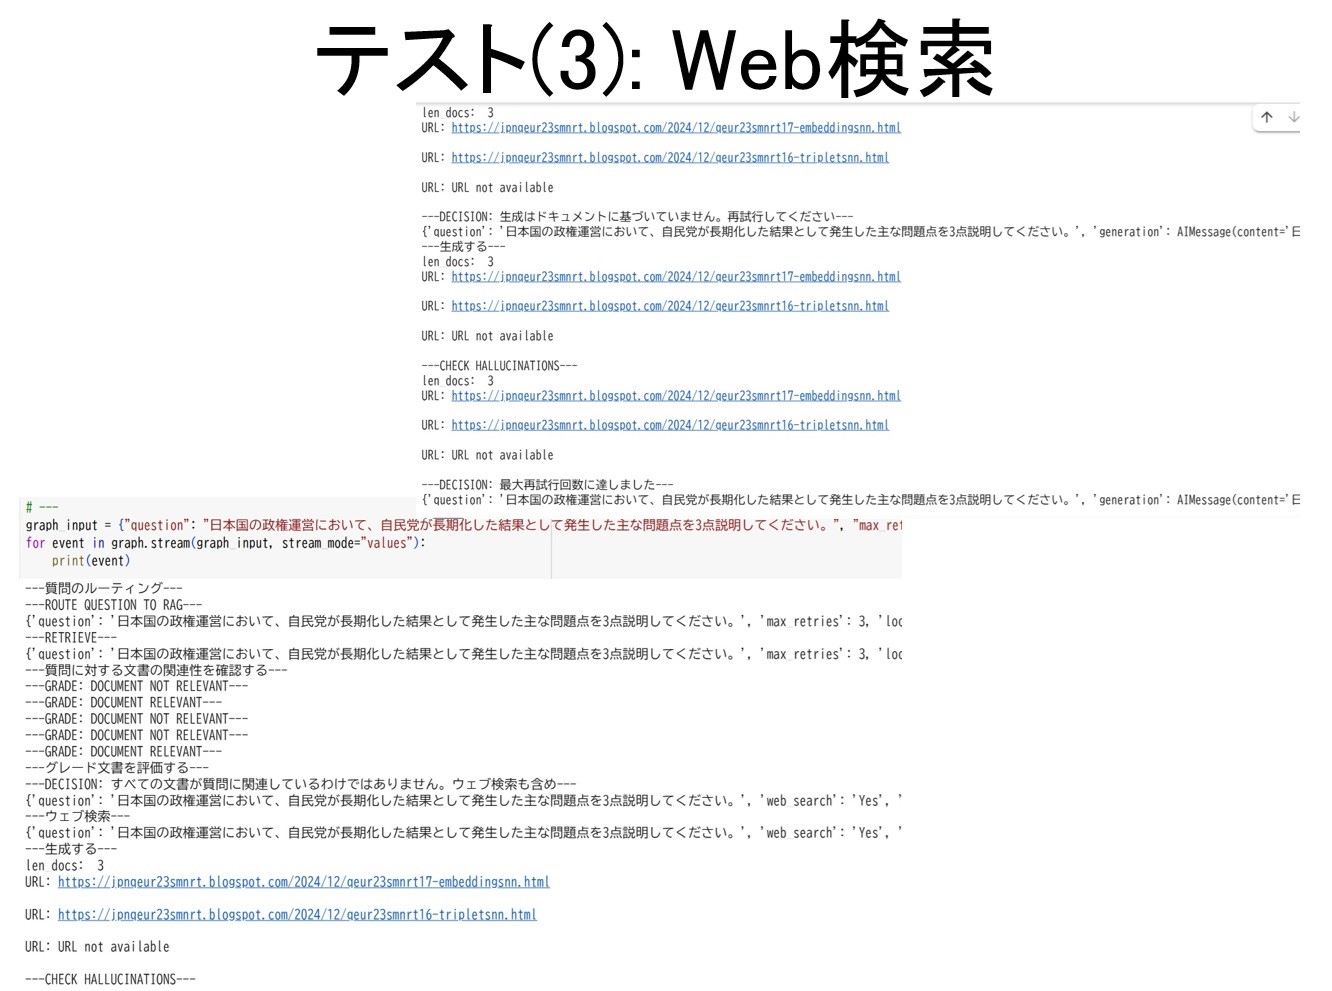 テスト(3): Web検索
len_docs:  3
URL: https://jpnqeur23smnrt.blogspot.com/2024/12/qeur23smnrt17-embeddingsnn.html
URL: https://jpnqeur23smnrt.blogspot.com/2024/12/qeur23smnrt16-tripletsnn.html
URL: URL not available
---DECISION: 生成はドキュメントに基づいていません。再試行してください---
{'question': '日本国の政権運営において、自民党が長期化した結果として発生した主な問題点を3点説明してください。', 'generation': AIMessage(content='日
---生成する---
len_docs:  3
URL: https://jpnqeur23smnrt.blogspot.com/2024/12/qeur23smnrt17-embeddingsnn.html
URL: https://jpnqeur23smnrt.blogspot.com/2024/12/qeur23smnrt16-tripletsnn.html
URL: URL not available
---CHECK HALLUCINATIONS---
len_docs:  3
URL: https://jpnqeur23smnrt.blogspot.com/2024/12/qeur23smnrt17-embeddingsnn.html
URL: https://jpnqeur23smnrt.blogspot.com/2024/12/qeur23smnrt16-tripletsnn.html
URL: URL not available
---DECISION: 最大再試行回数に達しました---
{'question': '日本国の政権運営において、自民党が長期化した結果として発生した主な問題点を3点説明してください。', 'generation': AIMessage(content='日
# ---
graph_input = {"question": "日本国の政権運営において、自民党が長期化した結果として発生した主な問題点を3点説明してください。", "max_ret
for event in graph.stream(graph_input, stream_mode="values"):
    print(event)
---質問のルーティング---
---ROUTE QUESTION TO RAG---
{'question': '日本国の政権運営において、自民党が長期化した結果として発生した主な問題点を3点説明してください。', 'max_retries': 3, 'loo
---RETRIEVE---
{'question': '日本国の政権運営において、自民党が長期化した結果として発生した主な問題点を3点説明してください。', 'max_retries': 3, 'loo
---質問に対する文書の関連性を確認する---
---GRADE: DOCUMENT NOT RELEVANT---
---GRADE: DOCUMENT RELEVANT---
---GRADE: DOCUMENT NOT RELEVANT---
---GRADE: DOCUMENT NOT RELEVANT---
---GRADE: DOCUMENT RELEVANT---
---グレード文書を評価する---
---DECISION: すべての文書が質問に関連しているわけではありません。ウェブ検索も含め---
{'question': '日本国の政権運営において、自民党が長期化した結果として発生した主な問題点を3点説明してください。', 'web_search': 'Yes', '
---ウェブ検索---
{'question': '日本国の政権運営において、自民党が長期化した結果として発生した主な問題点を3点説明してください。', 'web_search': 'Yes', '
---生成する---
len_docs:  3
URL: https://jpnqeur23smnrt.blogspot.com/2024/12/qeur23smnrt17-embeddingsnn.html
URL: https://jpnqeur23smnrt.blogspot.com/2024/12/qeur23smnrt16-tripletsnn.html
URL: URL not available
---CHECK HALLUCINATIONS---